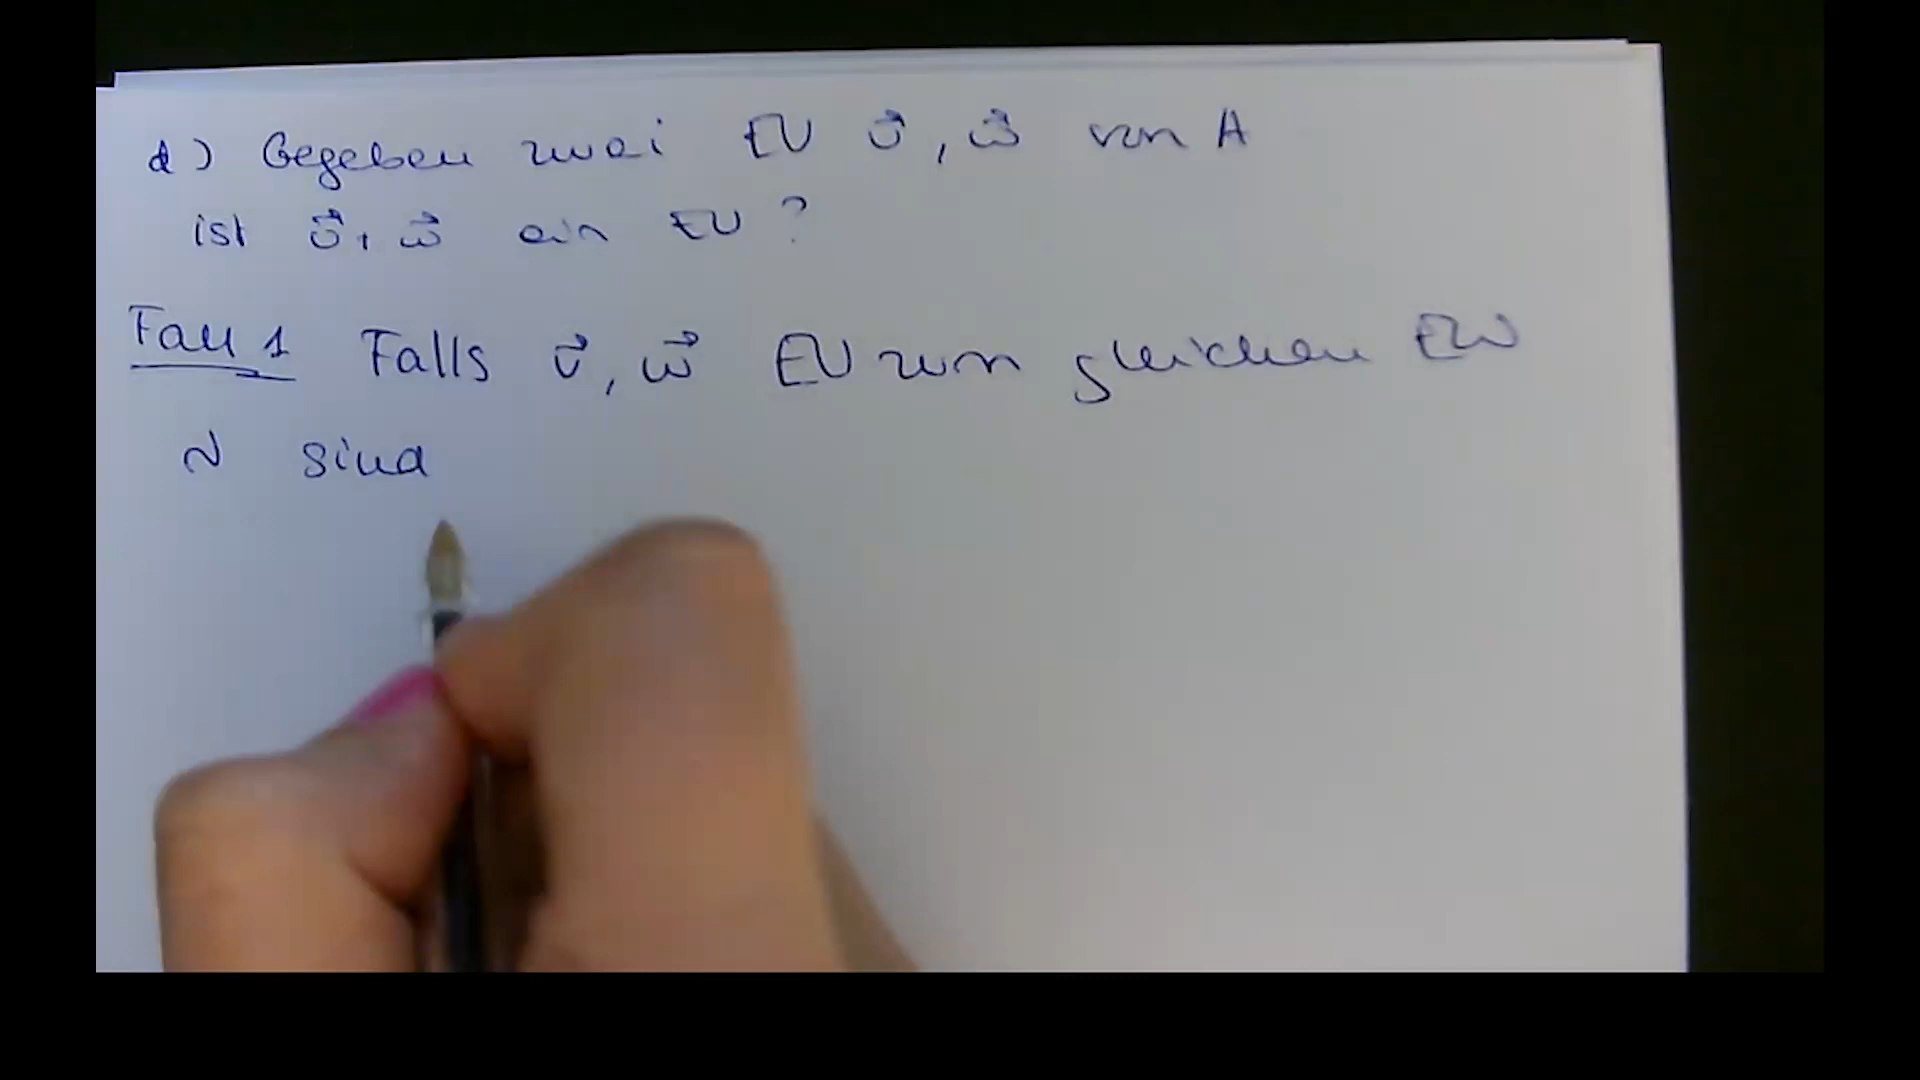 d) Gegeben zwei EV v⃗, w⃗ von A
ist v⃗ + w⃗ ein EV?
Fall 1 Falls v⃗, w⃗ EV zum gleichen EW
λ sind